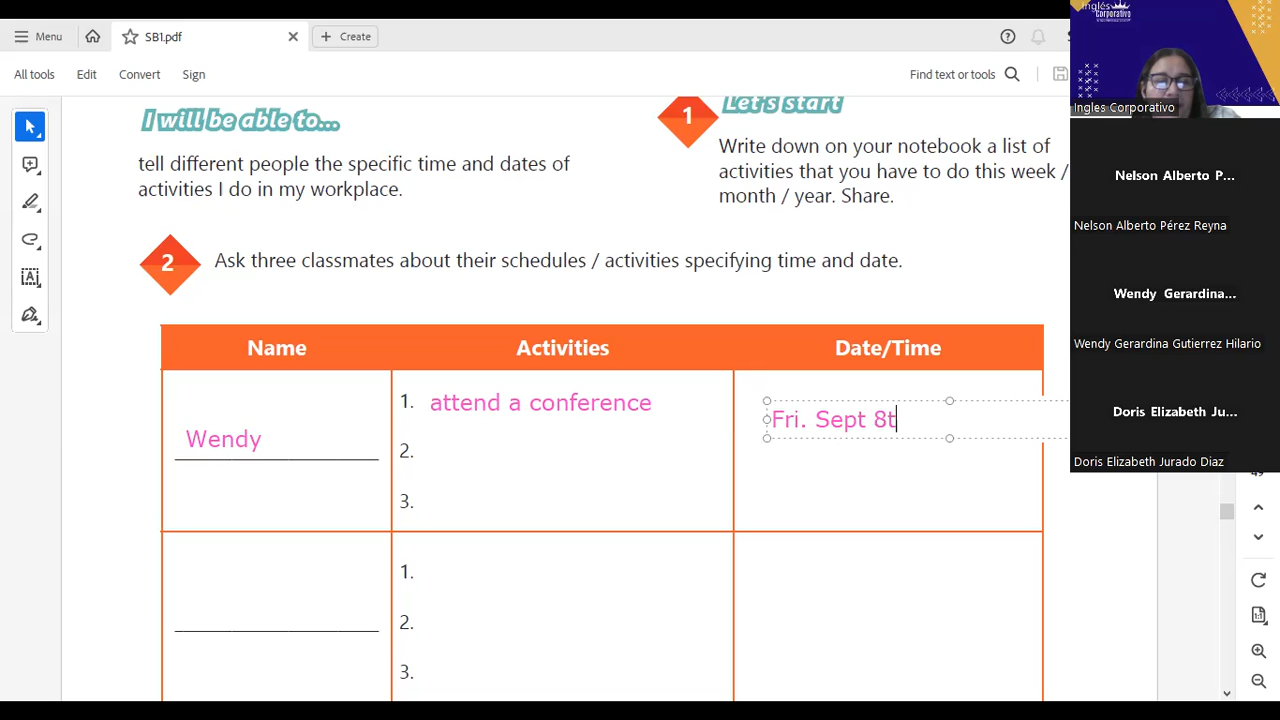 Menu
SB1.pdf
Create
All tools
Edit
Convert
Sign
Find text or tools
I will be able to...
tell different people the specific time and dates of
activities I do in my workplace.
1
Let's start
Write down on your notebook a list of
activities that you have to do this week /
month / year. Share.
2
Ask three classmates about their schedules / activities specifying time and date.
Name
Activities
Date/Time
Wendy
1. attend a conference
2.
3.
Fri. Sept 8t
1.
2.
3.
Inglés
corporativo
Ingles Corporativo
Nelson Alberto P...
Nelson Alberto Pérez Reyna
Wendy Gerardina...
Wendy Gerardina Gutierrez Hilario
Doris Elizabeth Ju...
Doris Elizabeth Jurado Diaz